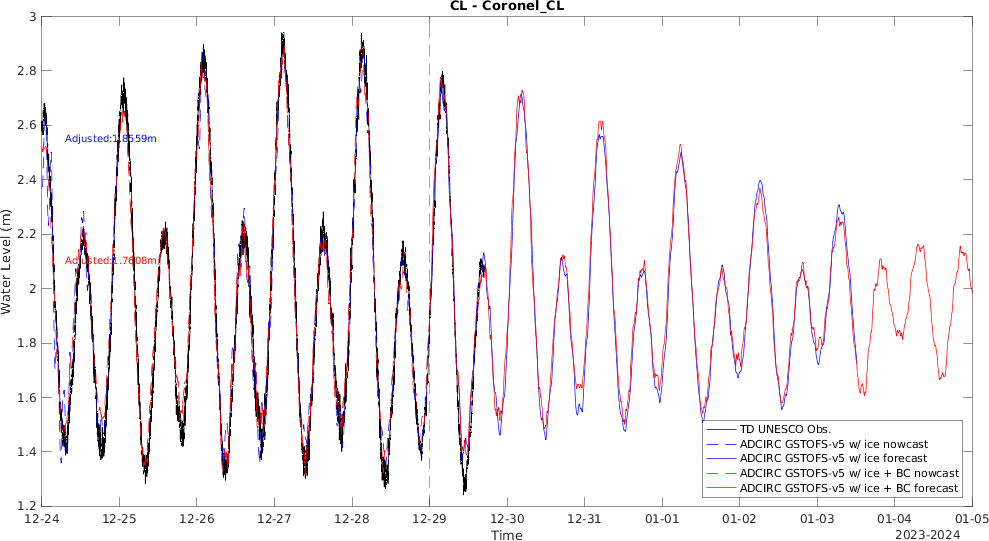 CL - Coronel_CL
3
2.8
2.6
2.4
2.2
2
1.8
1.6
1.4
1.2
Water Level (m)
Adjusted:1.8559m
Adjusted:1.7608m
TD UNESCO Obs.
ADCIRC GSTOFS-v5 w/ ice nowcast
ADCIRC GSTOFS-v5 w/ ice forecast
ADCIRC GSTOFS-v5 w/ ice + BC nowcast
ADCIRC GSTOFS-v5 w/ ice + BC forecast
12-24 12-25 12-26 12-27 12-28 12-29 12-30 12-31 01-01 01-02 01-03 01-04 01-05
Time
2023-2024